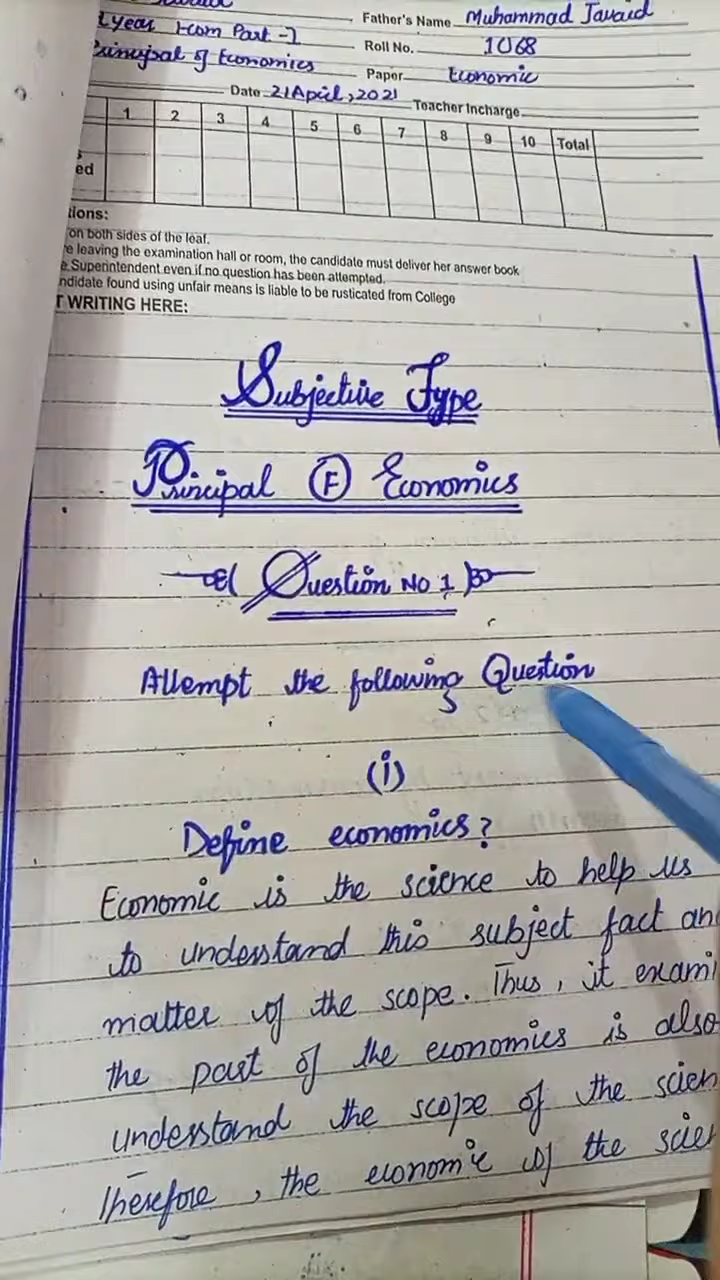 Father's Name Muhammad Javaid
year I.com Part-I
Roll No. 1068
Principal of Economics
Paper Economic
Date 21 April, 2021 Teacher Incharge
1 2 3 4 5 6 7 8 9 10 Total
ed
tions:
on both sides of the leaf.
e leaving the examination hall or room, the candidate must deliver her answer book
e Superintendent even if no question has been attempted.
ndidate found using unfair means is liable to be rusticated from College
T WRITING HERE:
Subjective Type
Principal OF Economics
Question No 1
Attempt the following Question
(i)
Define economics?
Economic is the science to help us
to understand this subject fact an
matter of the scope. Thus, it exami
the part of the economics is also
understand the scope of the scien
Therefore, the economic of the scie